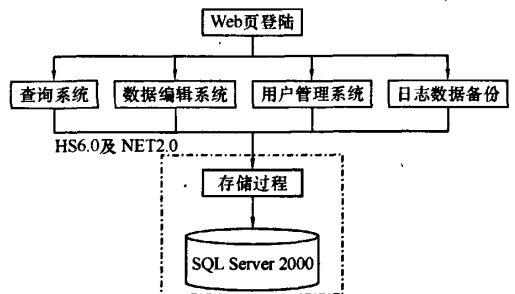 Web页登陆
查询系统
数据编辑系统
用户管理系统
日志数据备份
HS6.0及 NET2.0
存储过程
SQL Server 2000